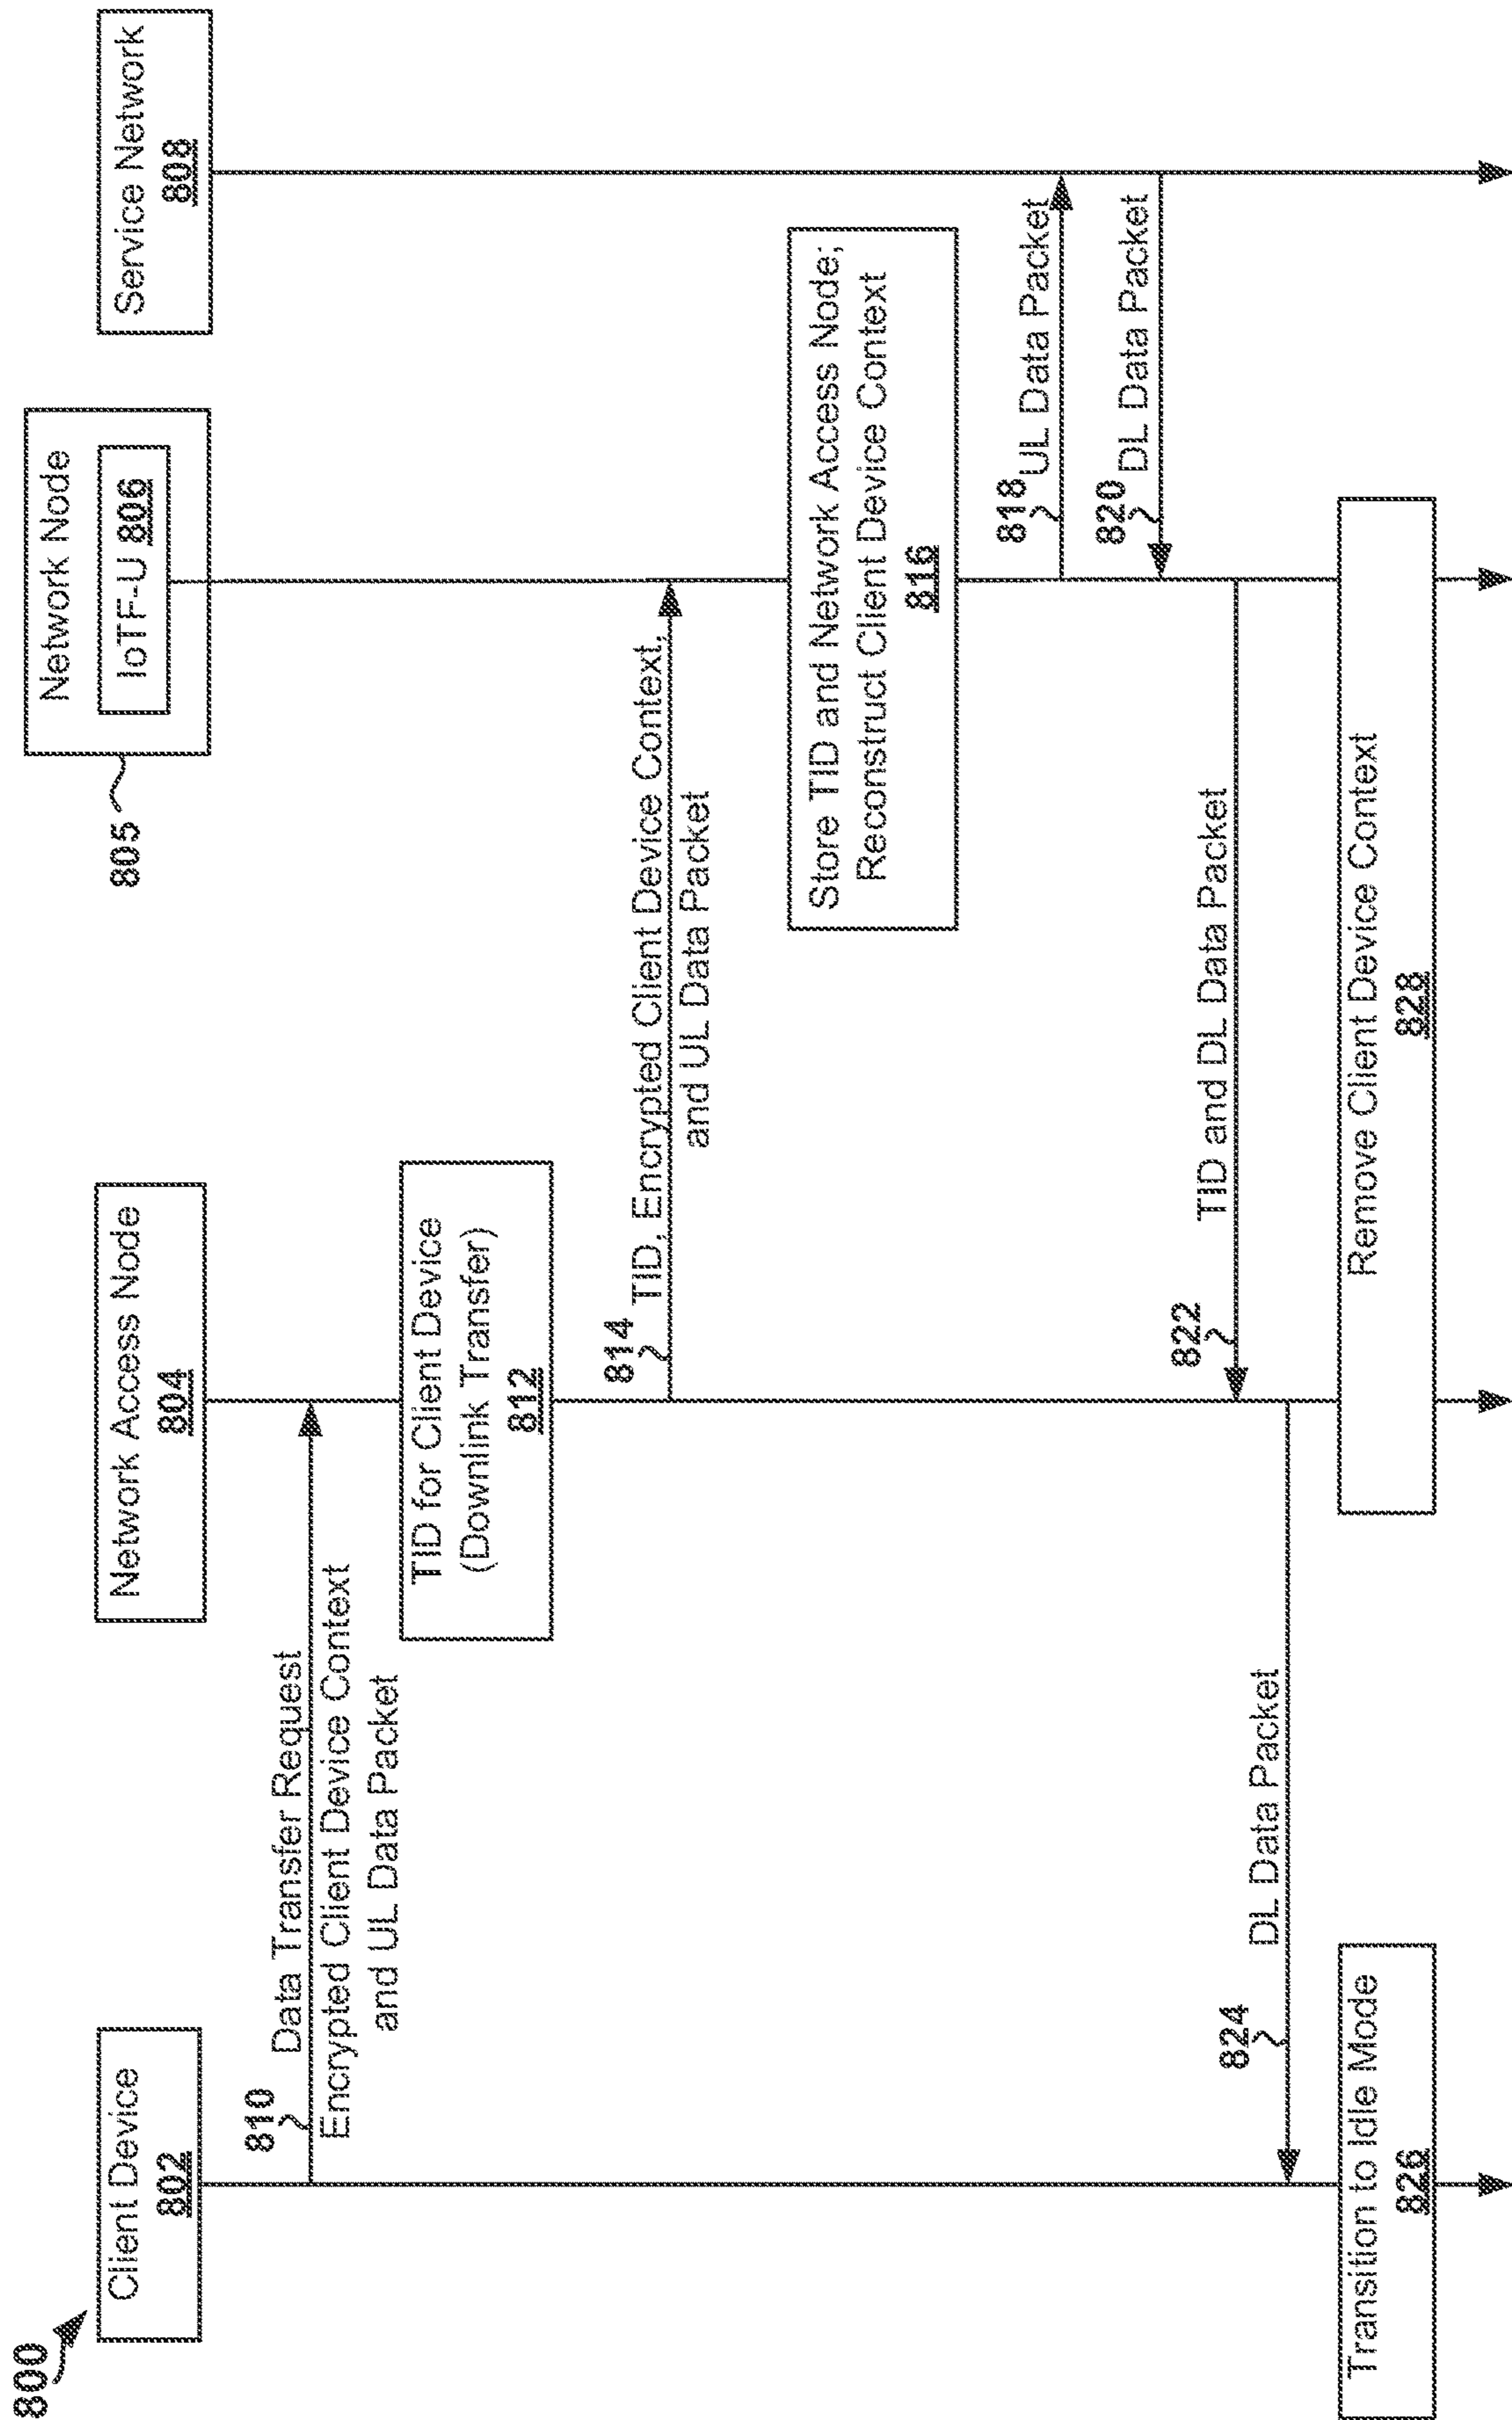 800
Client Device
802
Network Access Node
804
805
Network Node
IoTF-U 806
Service Network
808
810
Data Transfer Request
Encrypted Client Device Context
and UL Data Packet
TID for Client Device
(Downlink Transfer)
812
814
TID, Encrypted Client Device Context,
and UL Data Packet
Store TID and Network Access Node;
Reconstruct Client Device Context
816
818
UL Data Packet
820
DL Data Packet
822
TID and DL Data Packet
824
DL Data Packet
Transition to Idle Mode
826
Remove Client Device Context
828